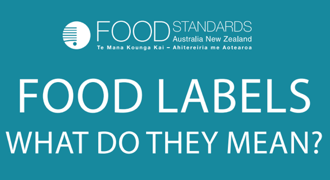 FOOD STANDARDS
Australia New Zealand
Te Mana Kounga Kai – Ahitereiria me Aotearoa
FOOD LABELS
WHAT DO THEY MEAN?